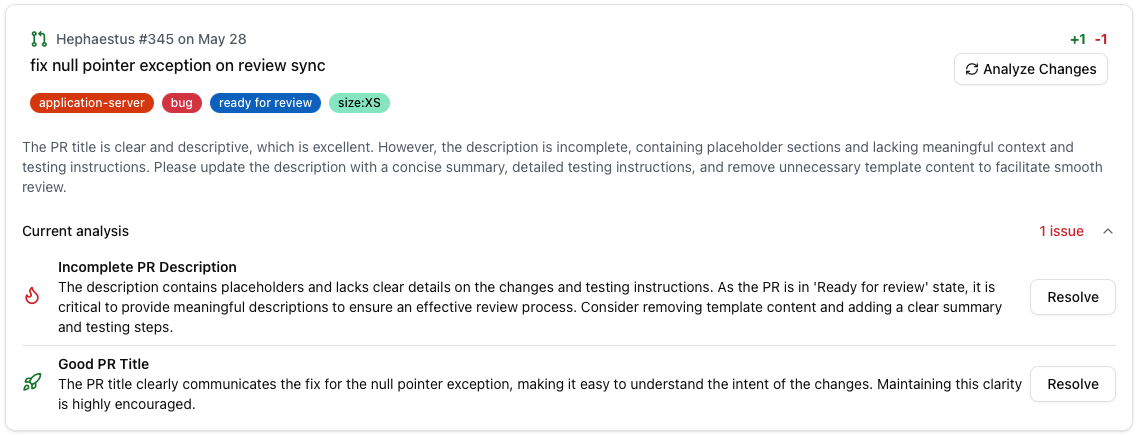 Hephaestus #345 on May 28
+1 -1
fix null pointer exception on review sync
Analyze Changes
application-server bug ready for review size:XS
The PR title is clear and descriptive, which is excellent. However, the description is incomplete, containing placeholder sections and lacking meaningful context and
testing instructions. Please update the description with a concise summary, detailed testing instructions, and remove unnecessary template content to facilitate smooth
review.
Current analysis
1 issue
Incomplete PR Description
The description contains placeholders and lacks clear details on the changes and testing instructions. As the PR is in 'Ready for review' state, it is
critical to provide meaningful descriptions to ensure an effective review process. Consider removing template content and adding a clear summary
and testing steps.
Resolve
Good PR Title
The PR title clearly communicates the fix for the null pointer exception, making it easy to understand the intent of the changes. Maintaining this clarity
is highly encouraged.
Resolve